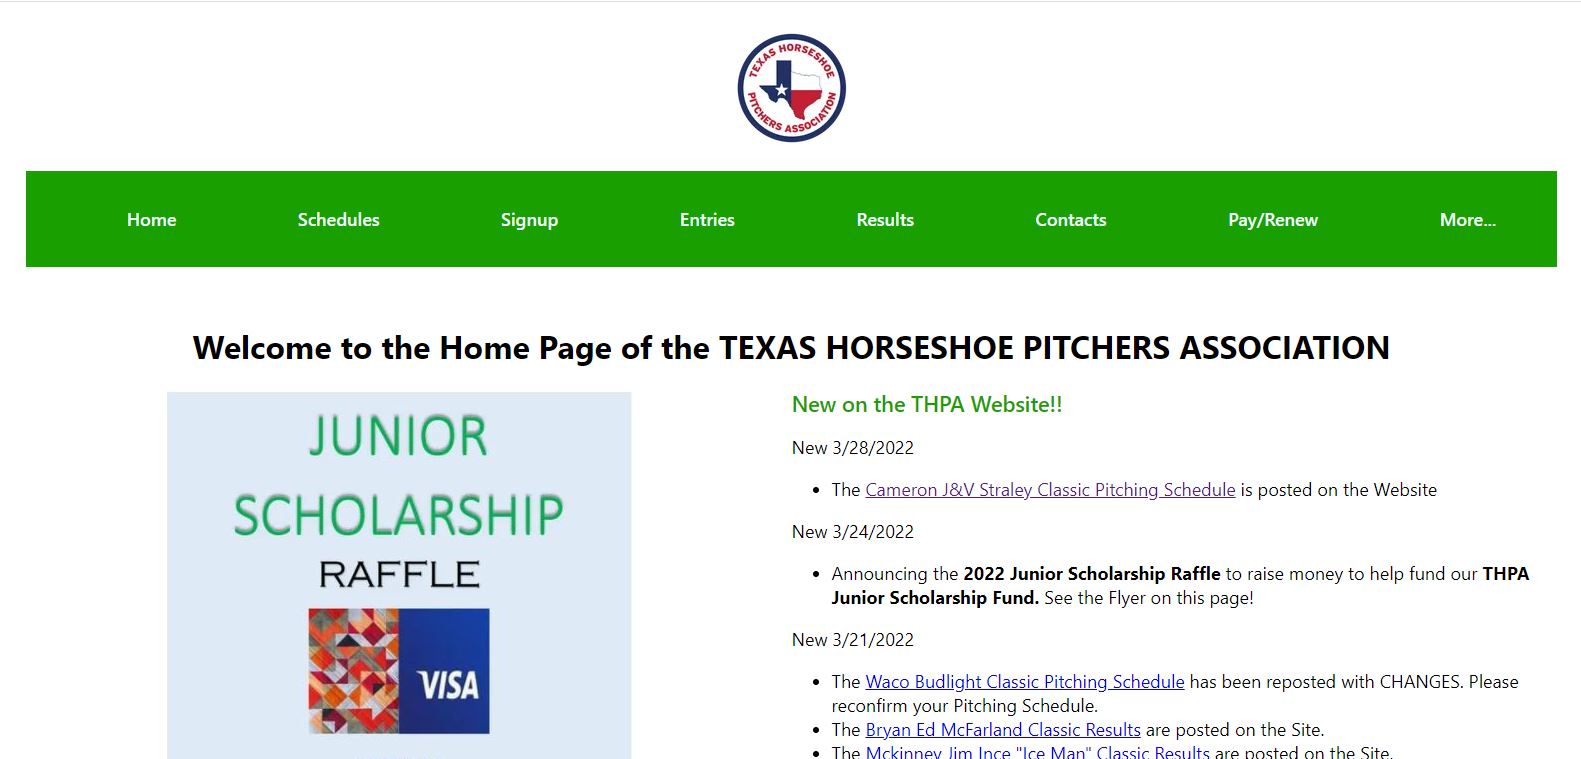 TEXAS HORSESHOE
PITCHERS ASSOCIATION
Home Schedules Signup Entries Results Contacts Pay/Renew More...
Welcome to the Home Page of the TEXAS HORSESHOE PITCHERS ASSOCIATION
JUNIOR
SCHOLARSHIP
RAFFLE
VISA
New on the THPA Website!!
New 3/28/2022
• The Cameron J&V Straley Classic Pitching Schedule is posted on the Website
New 3/24/2022
• Announcing the 2022 Junior Scholarship Raffle to raise money to help fund our THPA
Junior Scholarship Fund. See the Flyer on this page!
New 3/21/2022
• The Waco Budlight Classic Pitching Schedule has been reposted with CHANGES. Please
reconfirm your Pitching Schedule.
• The Bryan Ed McFarland Classic Results are posted on the Site.
• The Mckinney Jim Ince "Ice Man" Classic Results are posted on the Site.